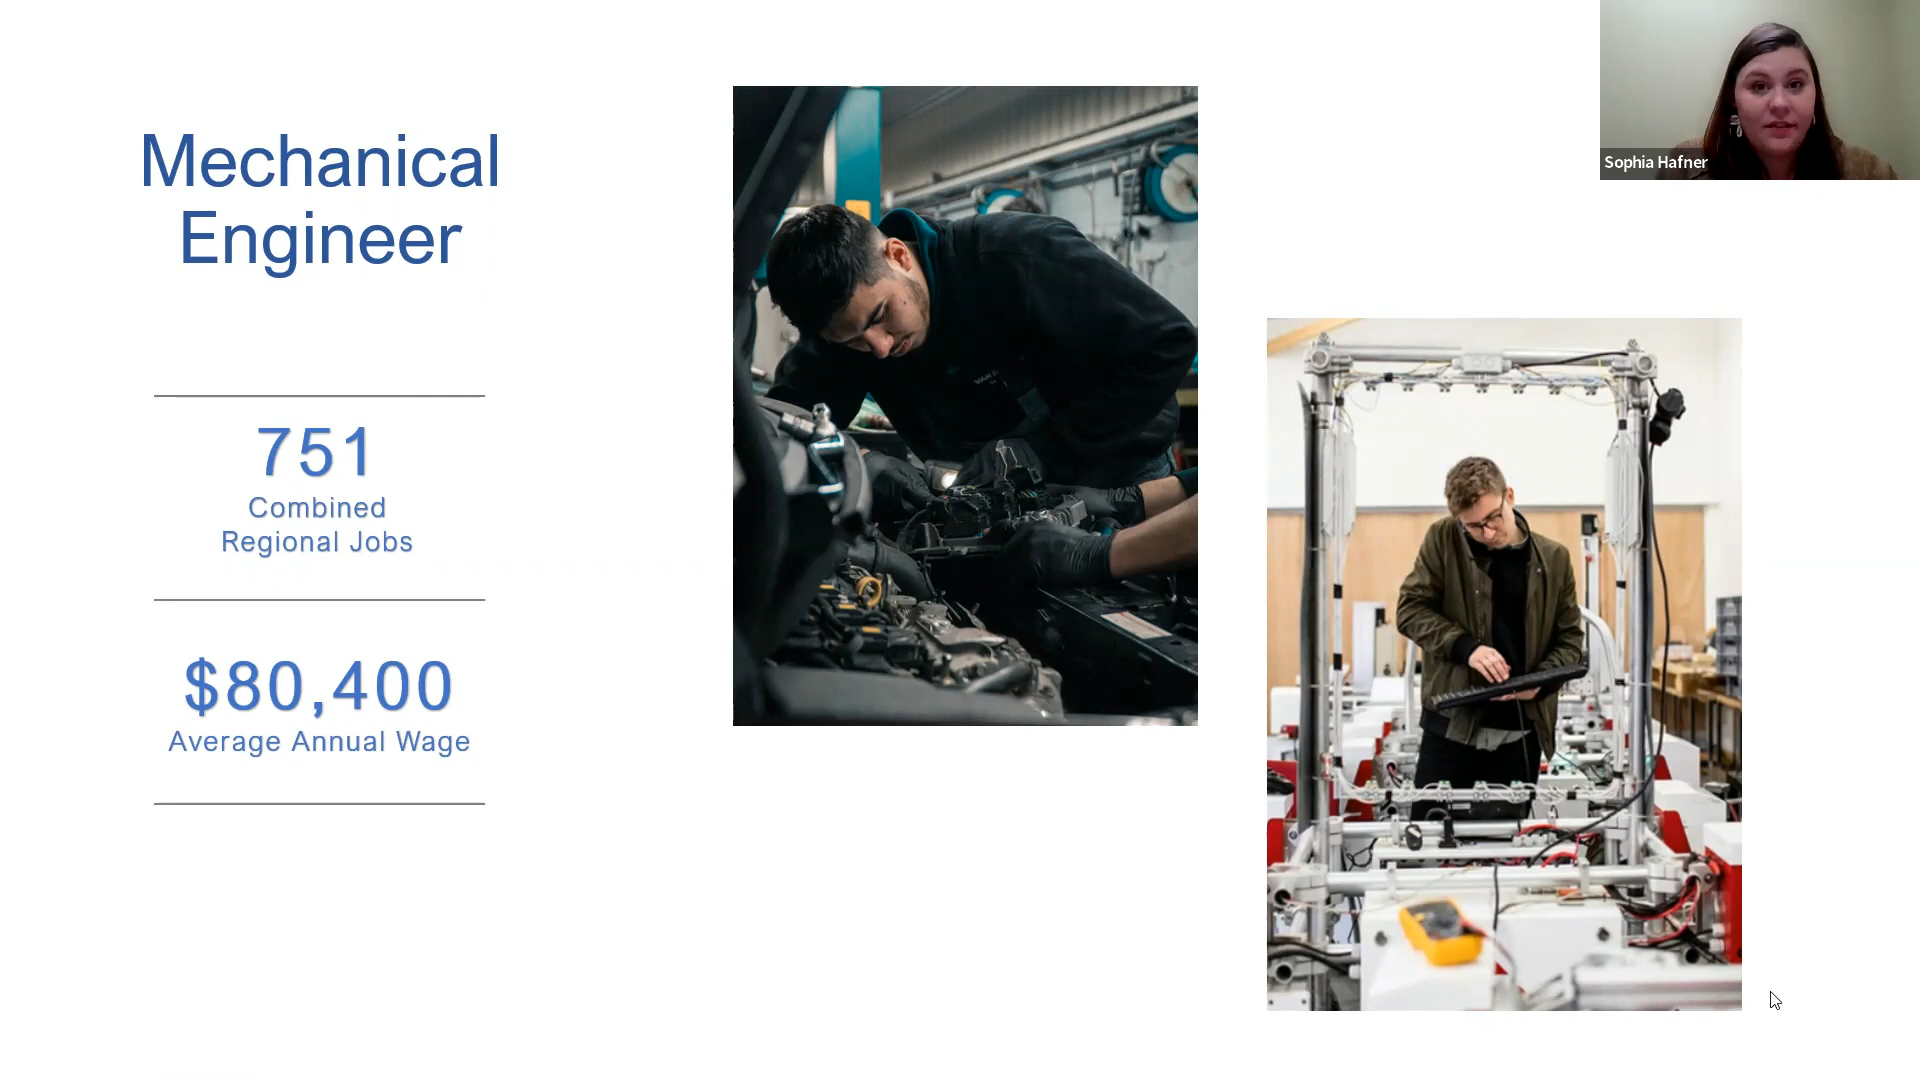 Mechanical
Engineer
751
Combined
Regional Jobs
$80,400
Average Annual Wage
Sophia Hafner